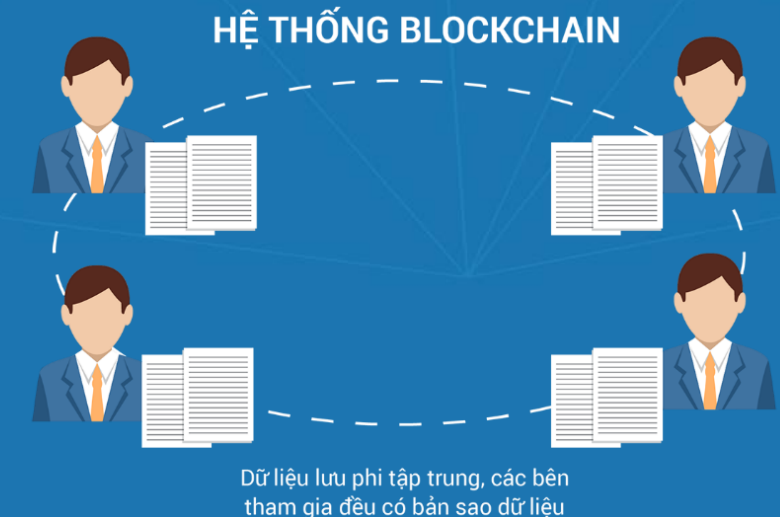 HỆ THỐNG BLOCKCHAIN
Dữ liệu lưu phi tập trung, các bên
tham gia đều có bản sao dữ liệu